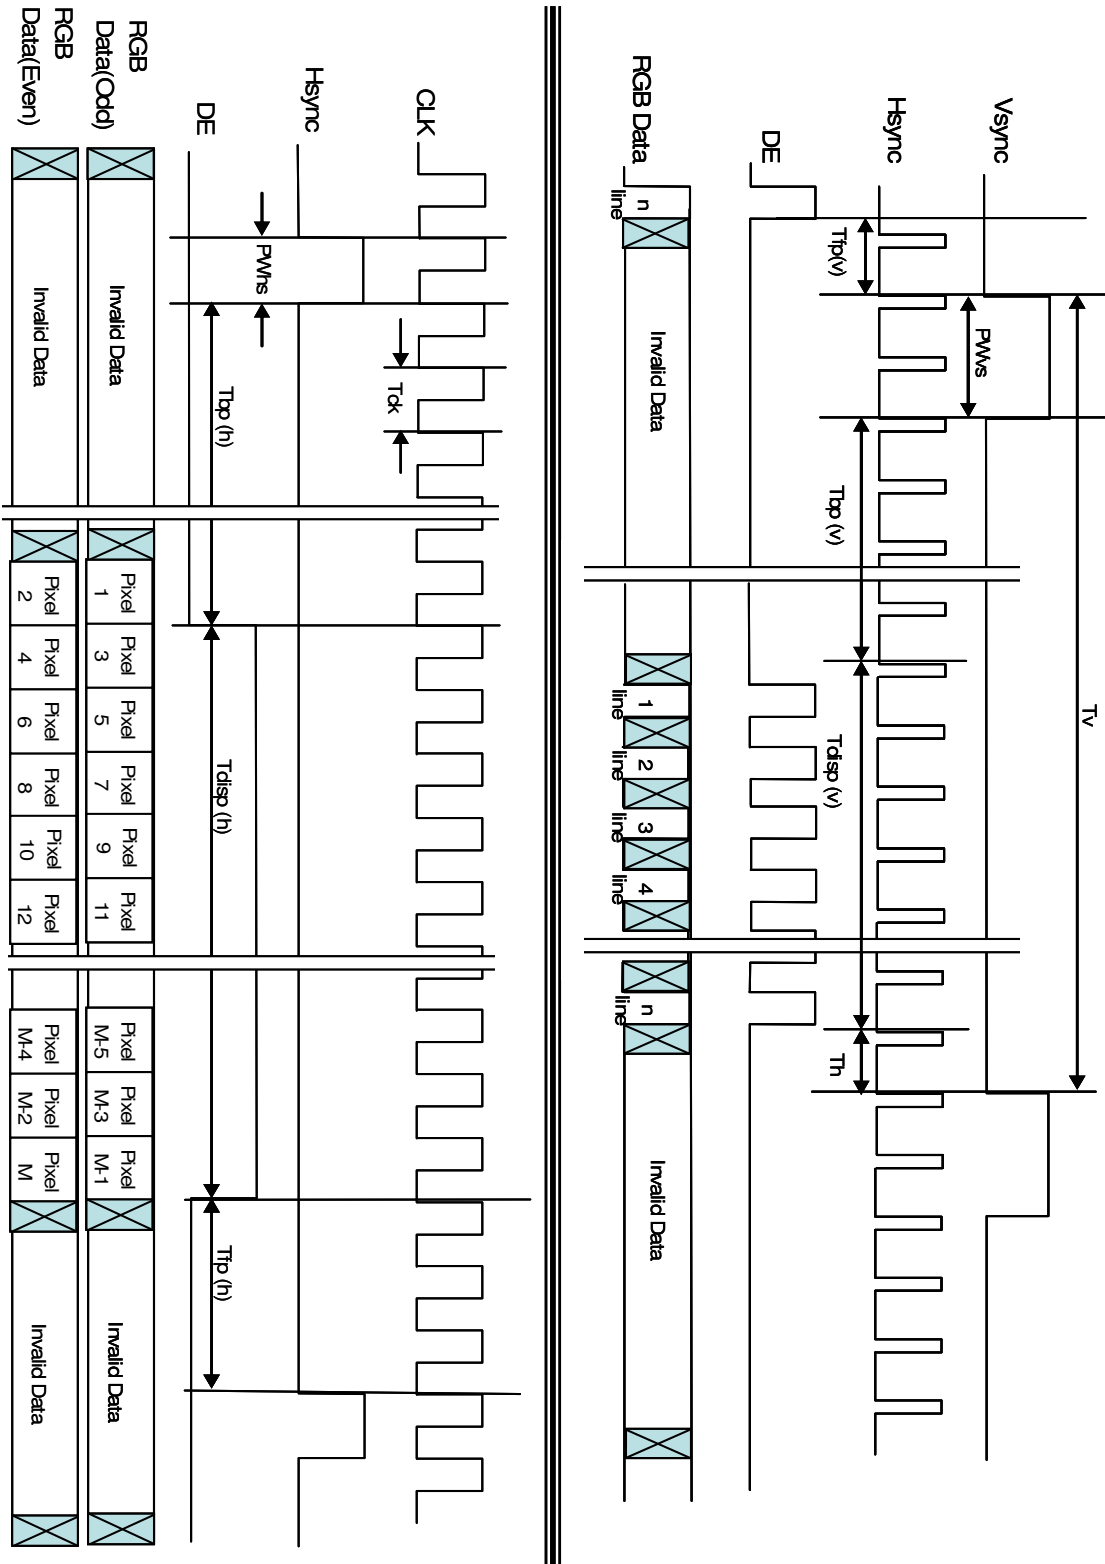 Vsync
Tv
Hsync
PWvs
Tfp(v)
Tbp (v)
Tdisp (v)
Th
DE
RGB Data
n
line
Invalid Data
1
line
2
line
3
line
4
line
n
line
Invalid Data
CLK
Tck
Hsync
PWhs
DE
Tbp (h)
Tdisp (h)
Tfp (h)
RGB
Data(Odd)
Invalid Data
Pixel
1
Pixel
3
Pixel
5
Pixel
7
Pixel
9
Pixel
11
Pixel
M-5
Pixel
M-3
Pixel
M-1
Invalid Data
RGB
Data(Even)
Invalid Data
Pixel
2
Pixel
4
Pixel
6
Pixel
8
Pixel
10
Pixel
12
Pixel
M-4
Pixel
M-2
Pixel
M
Invalid Data